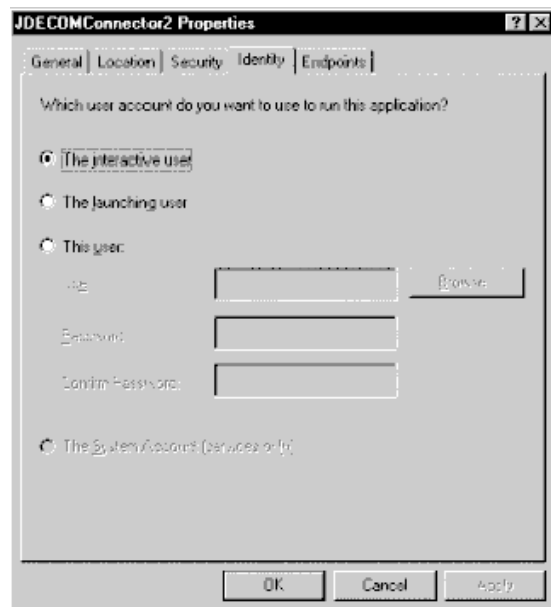 JDECOMConnector2 Properties
General Location Security Identity Endpoints
Which user account do you want to use to run this application?
The interactive user
The launching user
This user:
User:
Browse
Password:
Confirm Password:
The System Account (services only)
OK Cancel Apply